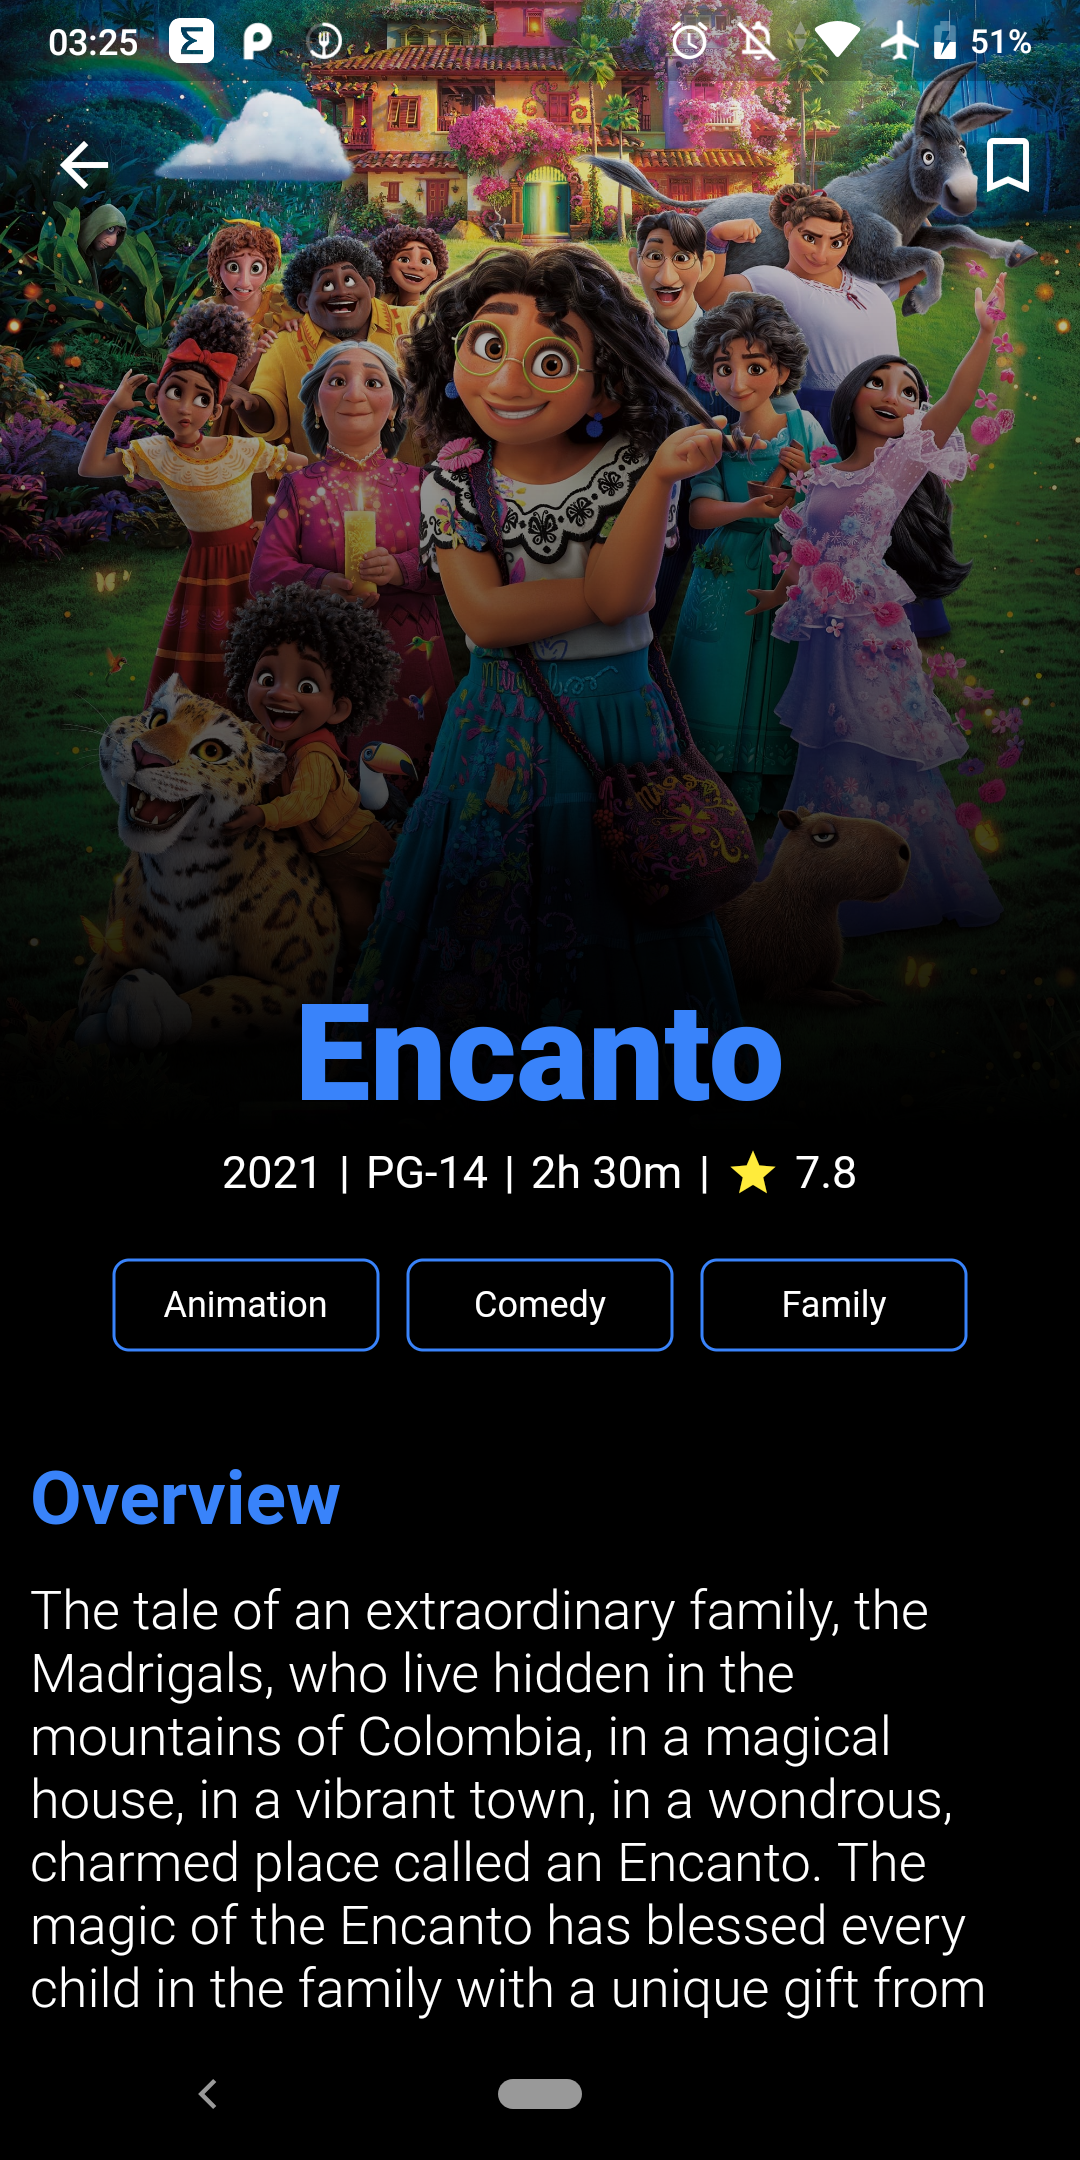 03:25 51%
Encanto
2021 | PG-14 | 2h 30m | 7.8
Animation Comedy Family
Overview
The tale of an extraordinary family, the
Madrigals, who live hidden in the
mountains of Colombia, in a magical
house, in a vibrant town, in a wondrous,
charmed place called an Encanto. The
magic of the Encanto has blessed every
child in the family with a unique gift from